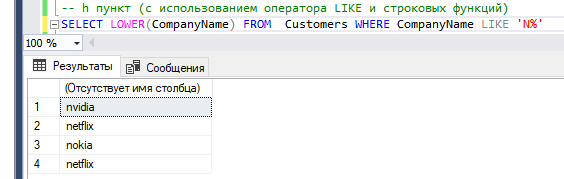 -- h пункт (с использованием оператора LIKE и строковых функций)
SELECT LOWER(CompanyName) FROM  Customers WHERE CompanyName LIKE 'N%'
100 %
Результаты
Сообщения
(Отсутствует имя столбца)
1 nvidia
2 netflix
3 nokia
4 netflix